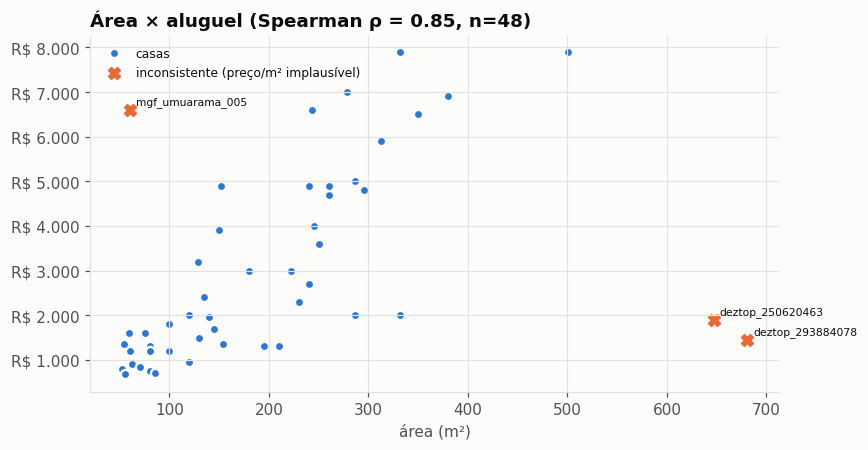 Área × aluguel (Spearman ρ = 0.85, n=48)
R$ 8.000
R$ 7.000
R$ 6.000
R$ 5.000
R$ 4.000
R$ 3.000
R$ 2.000
R$ 1.000
casas
inconsistente (preço/m² implausível)
mgf_umuarama_005
deztop_250620463
deztop_293884078
100 200 300 400 500 600 700
área (m²)